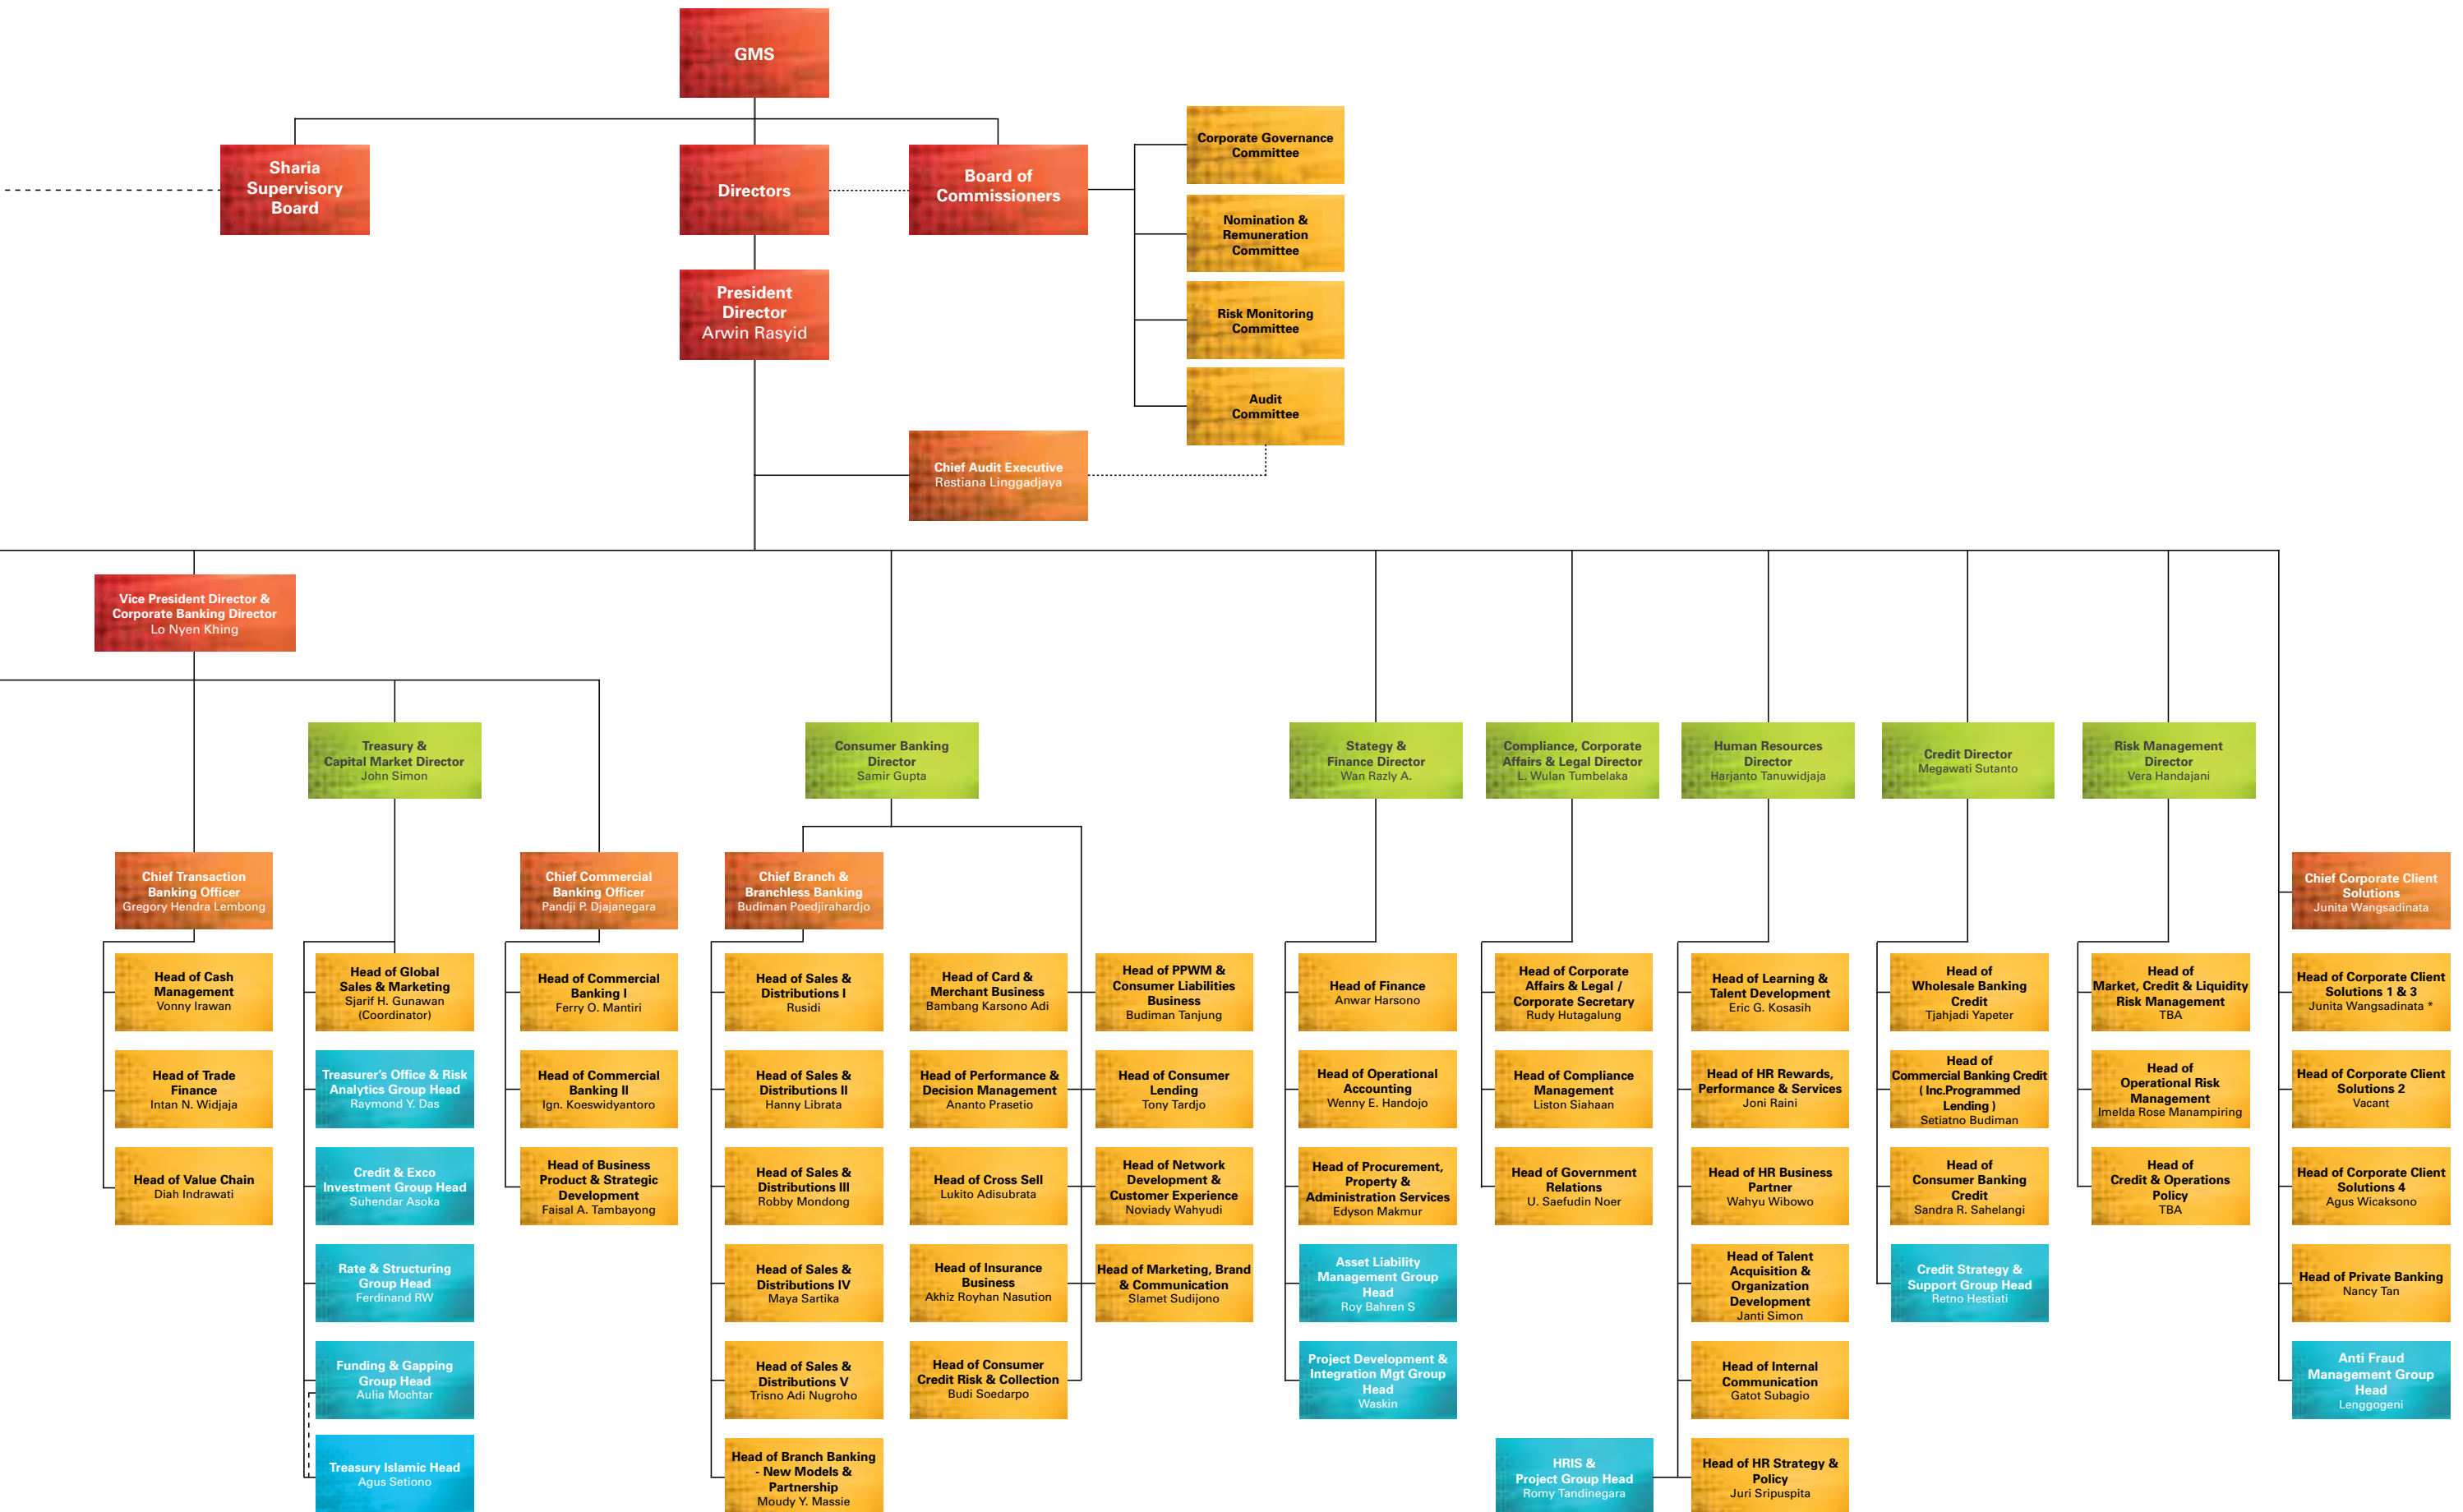 GMS
Sharia
Supervisory
Board
Directors
Board of
Commissioners
Corporate Governance
Committee
Nomination &
Remuneration
Committee
Risk Monitoring
Committee
Audit
Committee
President
Director
Arwin Rasyid
Chief Audit Executive
Restiana Linggadjaya
Vice President Director &
Corporate Banking Director
Lo Nyen Khing
Treasury &
Capital Market Director
John Simon
Consumer Banking
Director
Samir Gupta
Stategy &
Finance Director
Wan Razly A.
Compliance, Corporate
Affairs & Legal Director
L. Wulan Tumbelaka
Human Resources
Director
Harjanto Tanuwidjaja
Credit Director
Megawati Sutanto
Risk Management
Director
Vera Handajani
Chief Transaction
Banking Officer
Gregory Hendra Lembong
Chief Commercial
Banking Officer
Pandji P. Djajanegara
Chief Branch &
Branchless Banking
Budiman Poedjirahardjo
Chief Corporate Client
Solutions
Junita Wangsadinata
Head of Cash
Management
Vonny Irawan
Head of Trade
Finance
Intan N. Widjaja
Head of Value Chain
Diah Indrawati
Head of Global
Sales & Marketing
Sjarif H. Gunawan
(Coordinator)
Treasurer's Office & Risk
Analytics Group Head
Raymond Y. Das
Credit & Exco
Investment Group Head
Suhendar Asoka
Rate & Structuring
Group Head
Ferdinand RW
Funding & Gapping
Group Head
Aulia Mochtar
Treasury Islamic Head
Agus Setiono
Head of Commercial
Banking I
Ferry O. Mantiri
Head of Commercial
Banking II
Ign. Koeswidyantoro
Head of Business
Product & Strategic
Development
Faisal A. Tambayong
Head of Sales &
Distributions I
Rusidi
Head of Sales &
Distributions II
Hanny Librata
Head of Sales &
Distributions III
Robby Mondong
Head of Sales &
Distributions IV
Maya Sartika
Head of Sales &
Distributions V
Trisno Adi Nugroho
Head of Branch Banking
- New Models &
Partnership
Moudy Y. Massie
Head of Card &
Merchant Business
Bambang Karsono Adi
Head of Performance &
Decision Management
Ananto Prasetio
Head of Cross Sell
Lukito Adisubrata
Head of Insurance
Business
Akhiz Royhan Nasution
Head of Consumer
Credit Risk & Collection
Budi Soedarpo
Head of PPWM &
Consumer Liabilities
Business
Budiman Tanjung
Head of Consumer
Lending
Tony Tardjo
Head of Network
Development &
Customer Experience
Noviady Wahyudi
Head of Marketing, Brand
& Communication
Slamet Sudijono
Head of Finance
Anwar Harsono
Head of Operational
Accounting
Wenny E. Handojo
Head of Procurement,
Property &
Administration Services
Edyson Makmur
Asset Liability
Management Group
Head
Roy Bahren S
Project Development &
Integration Mgt Group
Head
Waskin
Head of Corporate
Affairs & Legal /
Corporate Secretary
Rudy Hutagalung
Head of Compliance
Management
Liston Siahaan
Head of Government
Relations
U. Saefudin Noer
HRIS &
Project Group Head
Romy Tandinegara
Head of Learning &
Talent Development
Eric G. Kosasih
Head of HR Rewards,
Performance & Services
Joni Raini
Head of HR Business
Partner
Wahyu Wibowo
Head of Talent
Acquisition &
Organization
Development
Janti Simon
Head of Internal
Communication
Gatot Subagio
Head of HR Strategy &
Policy
Juri Sripuspita
Head of
Wholesale Banking
Credit
Tjahjadi Yapeter
Head of
Commercial Banking Credit
( Inc.Programmed
Lending )
Setiatno Budiman
Head of
Consumer Banking
Credit
Sandra R. Sahelangi
Credit Strategy &
Support Group Head
Retno Hestiati
Head of
Market, Credit & Liquidity
Risk Management
TBA
Head of
Operational Risk
Management
Imelda Rose Manampiring
Head of
Credit & Operations
Policy
TBA
Head of Corporate Client
Solutions 1 & 3
Junita Wangsadinata *
Head of Corporate Client
Solutions 2
Vacant
Head of Corporate Client
Solutions 4
Agus Wicaksono
Head of Private Banking
Nancy Tan
Anti Fraud
Management Group
Head
Lenggogeni